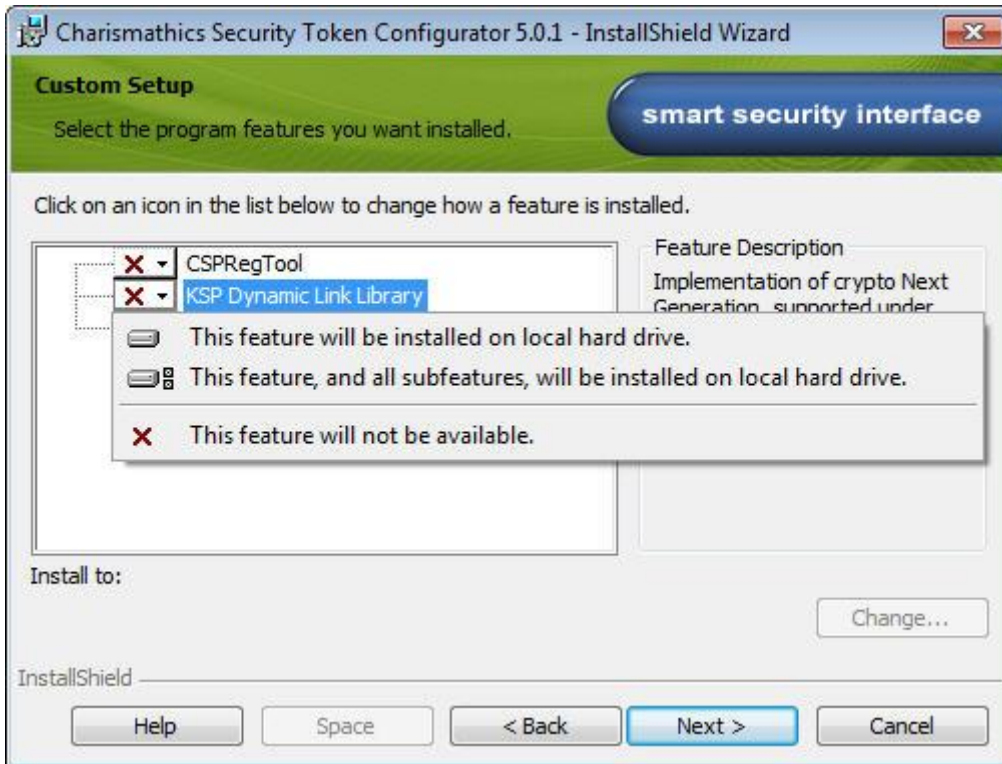 Charismathics Security Token Configurator 5.0.1 - InstallShield Wizard
Custom Setup
Select the program features you want installed.
smart security interface
Click on an icon in the list below to change how a feature is installed.
CSPRegTool
KSP Dynamic Link Library
Feature Description
Implementation of crypto Next
Generation, supported under
This feature will be installed on local hard drive.
This feature, and all subfeatures, will be installed on local hard drive.
This feature will not be available.
Install to:
Change...
InstallShield
Help
Space
< Back
Next >
Cancel